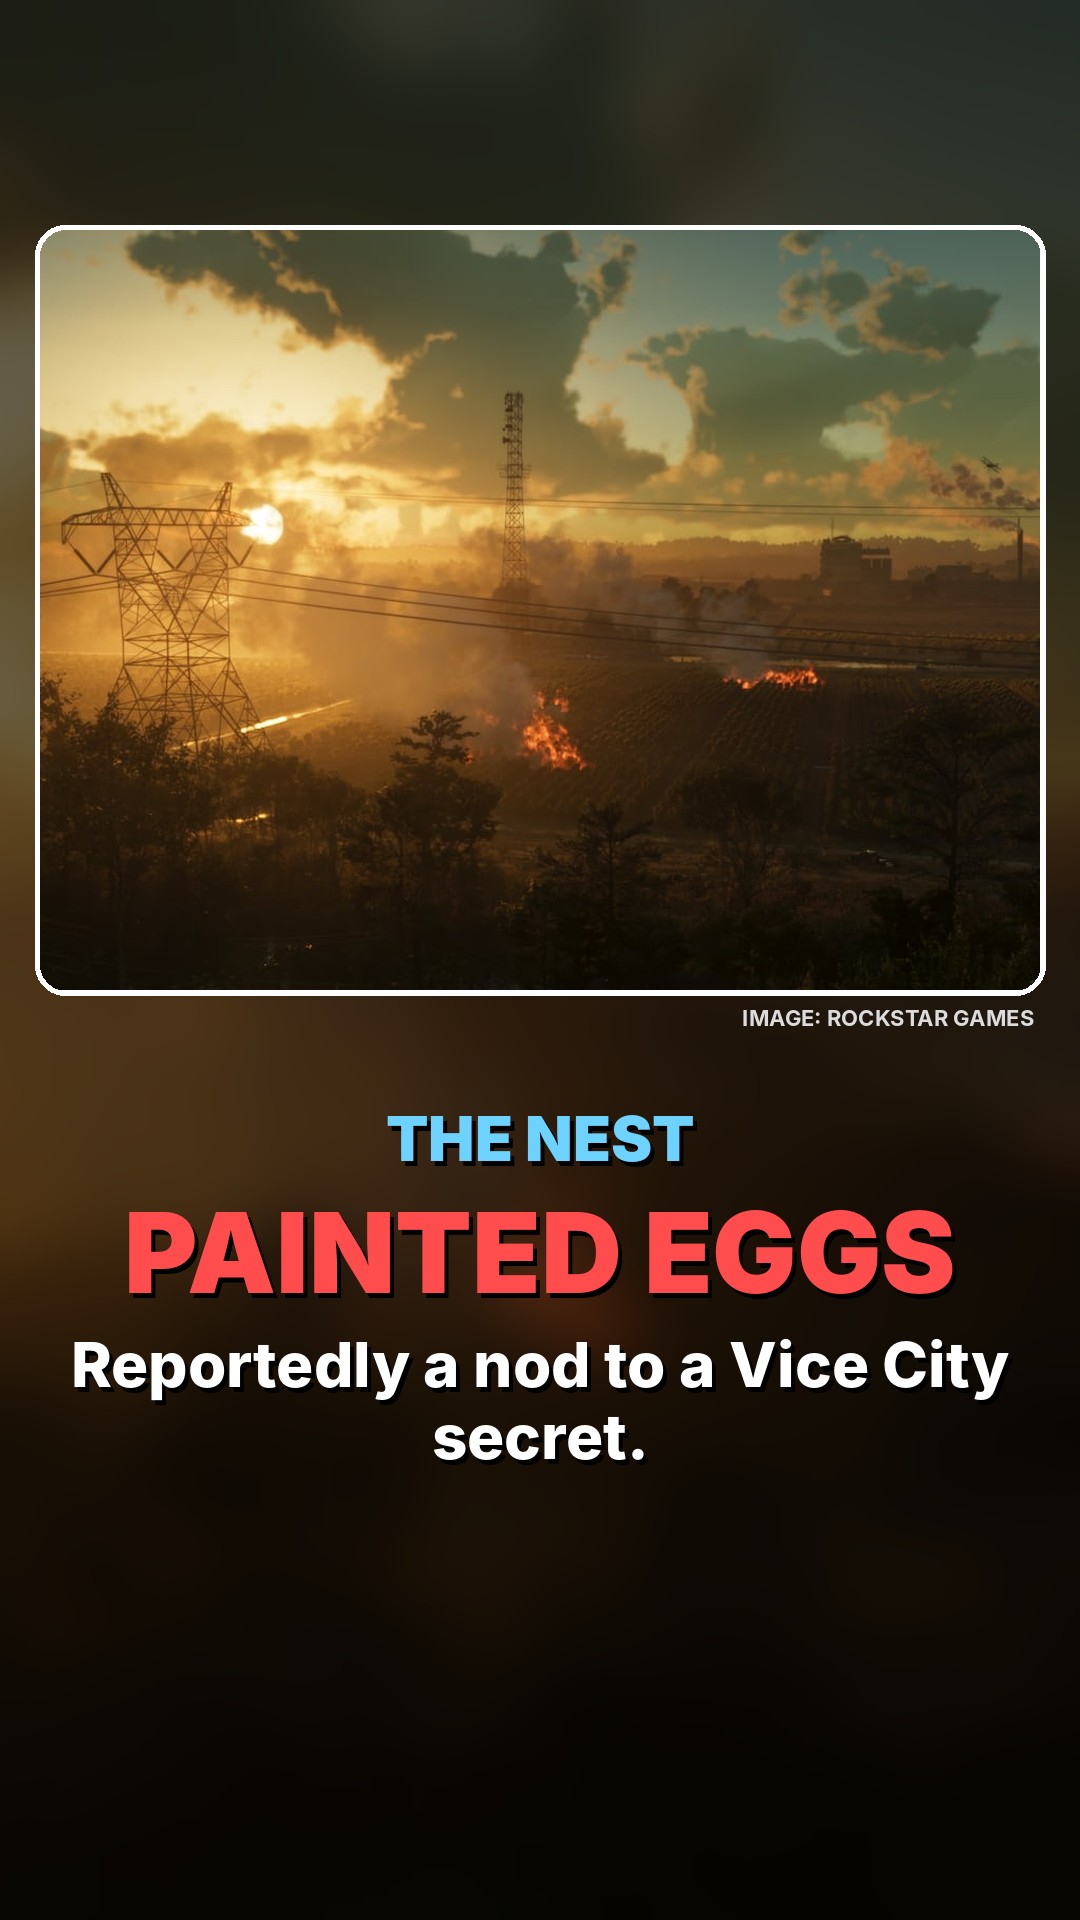 IMAGE: ROCKSTAR GAMES
THE NEST
PAINTED EGGS
Reportedly a nod to a Vice City
secret.